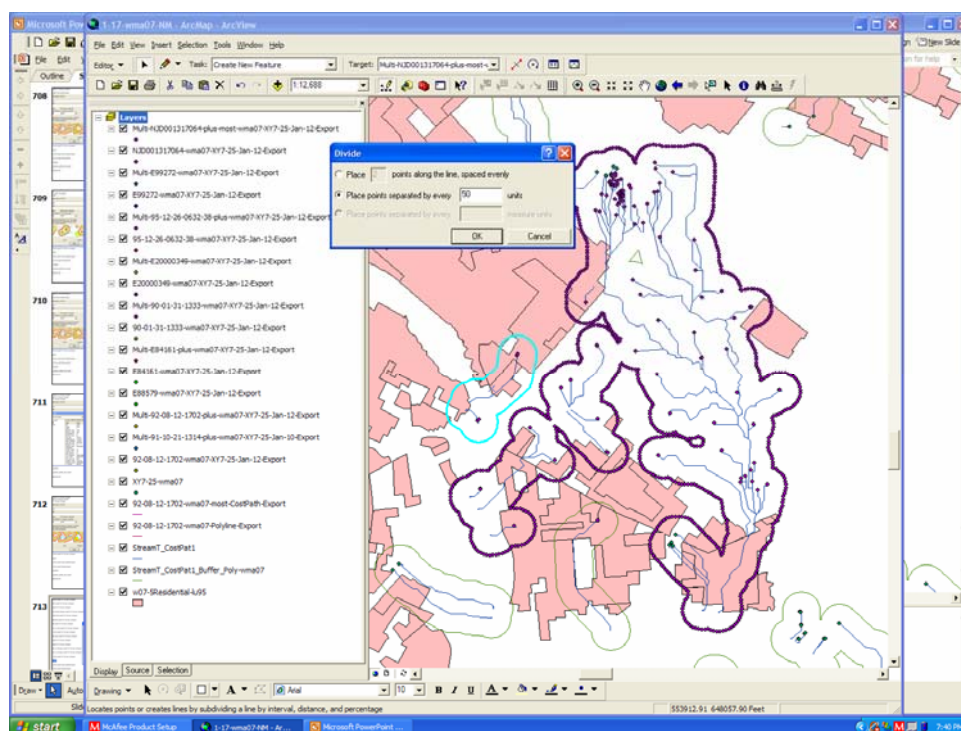 Microsoft Pow
1-17-wma07-NM - ArcMap - ArcView
File Edit View Insert Selection Tools Window Help
Editor Task: Create New Feature Target: Multi-NJD001317064-plus-most-v
1:12,688
File Edit
New Slide
Outline
Layers
Multi-NJD001317064-plus-most-wma07-XY7-25-Jan-12-Export
NJD001317064-wma07-XY7-25-Jan-12-Export
Multi-E99272-wma07-XY7-25-Jan-12-Export
E99272-wma07-XY7-25-Jan-12-Export
Multi-95-12-26-0632-38-plus-wma07-XY7-25-Jan-12-Export
95-12-26-0632-38-wma07-XY7-25-Jan-12-Export
Multi-E20000349-wma07-XY7-25-Jan-12-Export
E20000349-wma07-XY7-25-Jan-12-Export
Multi-90-01-31-1333-wma07-XY7-25-Jan-12-Export
90-01-31-1333-wma07-XY7-25-Jan-12-Export
Multi-E84161-plus-wma07-XY7-25-Jan-12-Export
E84161-wma07-XY7-25-Jan-12-Export
E88579-wma07-XY7-25-Jan-12-Export
Multi-92-08-12-1702-plus-wma07-XY7-25-Jan-12-Export
Multi-91-10-21-1314-plus-wma07-XY7-25-Jan-10-Export
92-08-12-1702-wma07-XY7-25-Jan-12-Export
XY7-25-wma07
92-08-12-1702-wma07-most-CostPath-Export
92-08-12-1702-wma07-Polyline-Export
StreamT_CostPat1
StreamT_CostPat1_Buffer_Poly-wma07
w07-SResidential-lu95
708
709
710
711
712
713
Divide
Place points along the line, spaced evenly
Place points separated by every 50 units
Place points separated by every measure units
OK Cancel
Display Source Selection
Draw Auto
Drawing A Arial 10 B I U A
Locates points or creates lines by subdividing a line by interval, distance, and percentage
553912.91 648057.90 Feet
start McAfee Product Setup 1-17-wma07-NM - Ar... Microsoft PowerPoint ... 7:40 PM